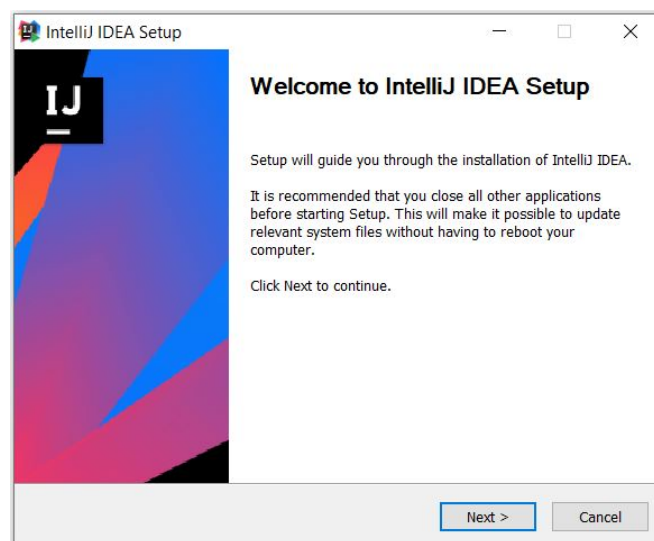 IntelliJ IDEA Setup
IJ
Welcome to IntelliJ IDEA Setup
Setup will guide you through the installation of IntelliJ IDEA.
It is recommended that you close all other applications
before starting Setup. This will make it possible to update
relevant system files without having to reboot your
computer.
Click Next to continue.
Next >
Cancel